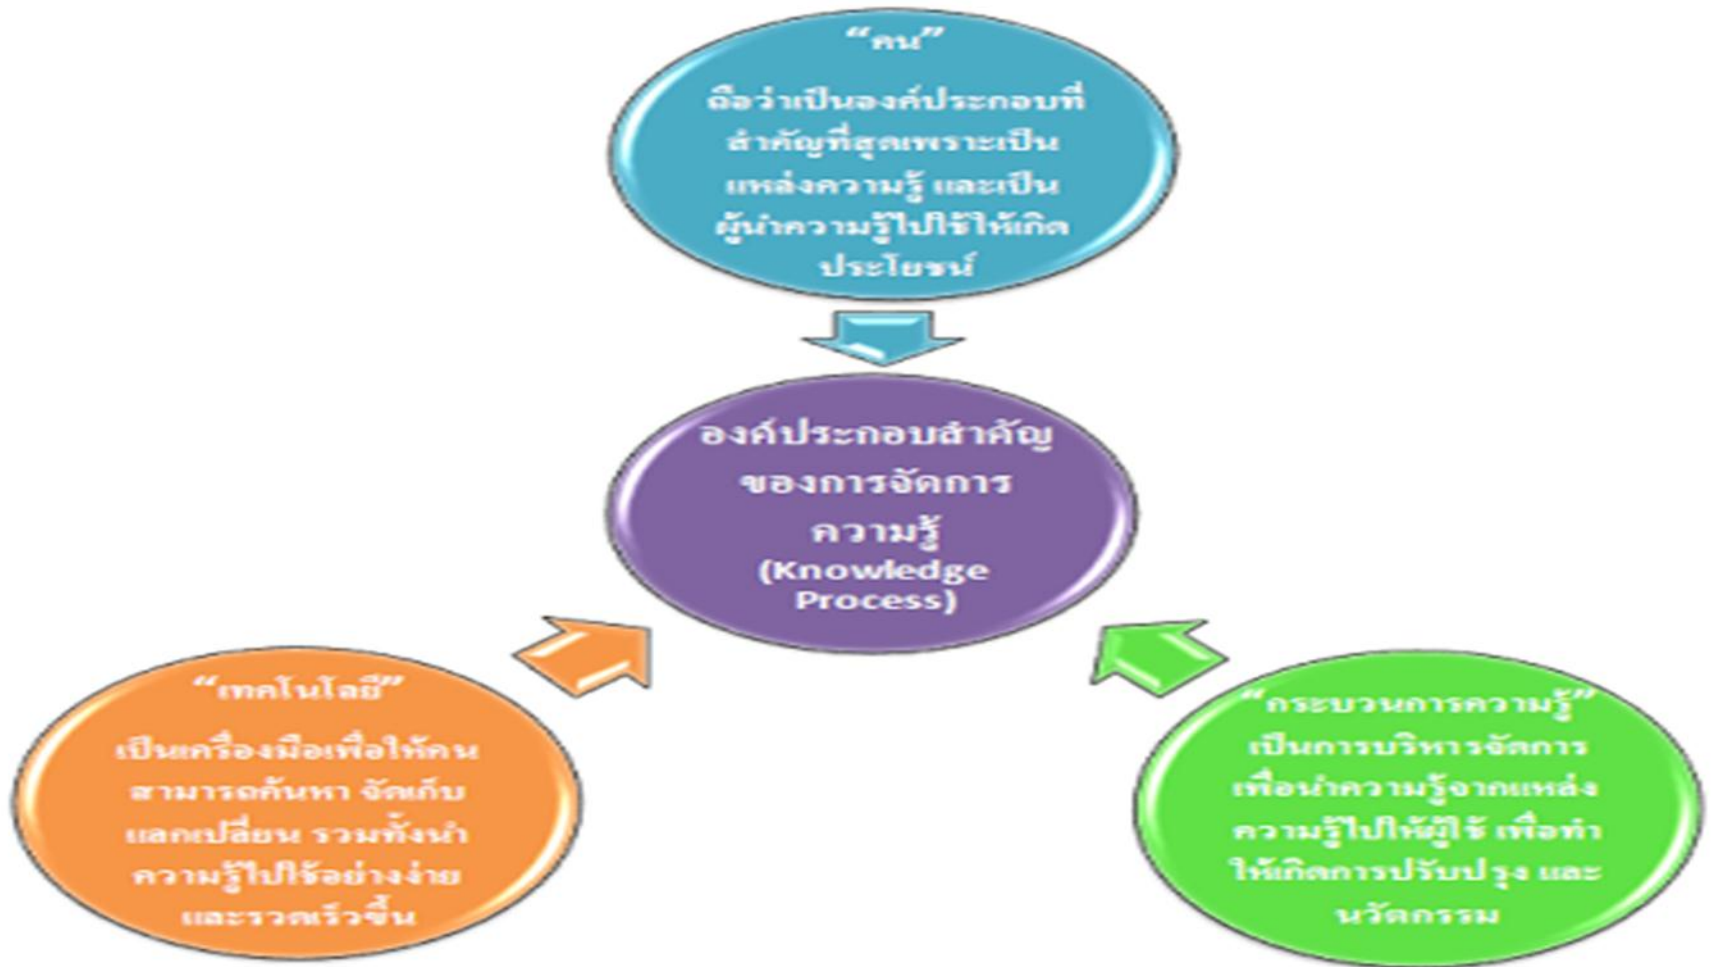 “คน”
ถือว่าเป็นองค์ประกอบที่
สำคัญที่สุดเพราะเป็น
แหล่งความรู้ และเป็น
ผู้นำความรู้ไปใช้ให้เกิด
ประโยชน์
องค์ประกอบสำคัญ
ของการจัดการ
ความรู้
(Knowledge
Process)
“เทคโนโลยี”
เป็นเครื่องมือเพื่อให้คน
สามารถค้นหา จัดเก็บ
แลกเปลี่ยน รวมทั้งนำ
ความรู้ไปใช้อย่างง่าย
และรวดเร็วขึ้น
“กระบวนการความรู้”
เป็นการบริหารจัดการ
เพื่อนำความรู้จากแหล่ง
ความรู้ไปให้ผู้ใช้ เพื่อทำ
ให้เกิดการปรับปรุง และ
นวัตกรรม